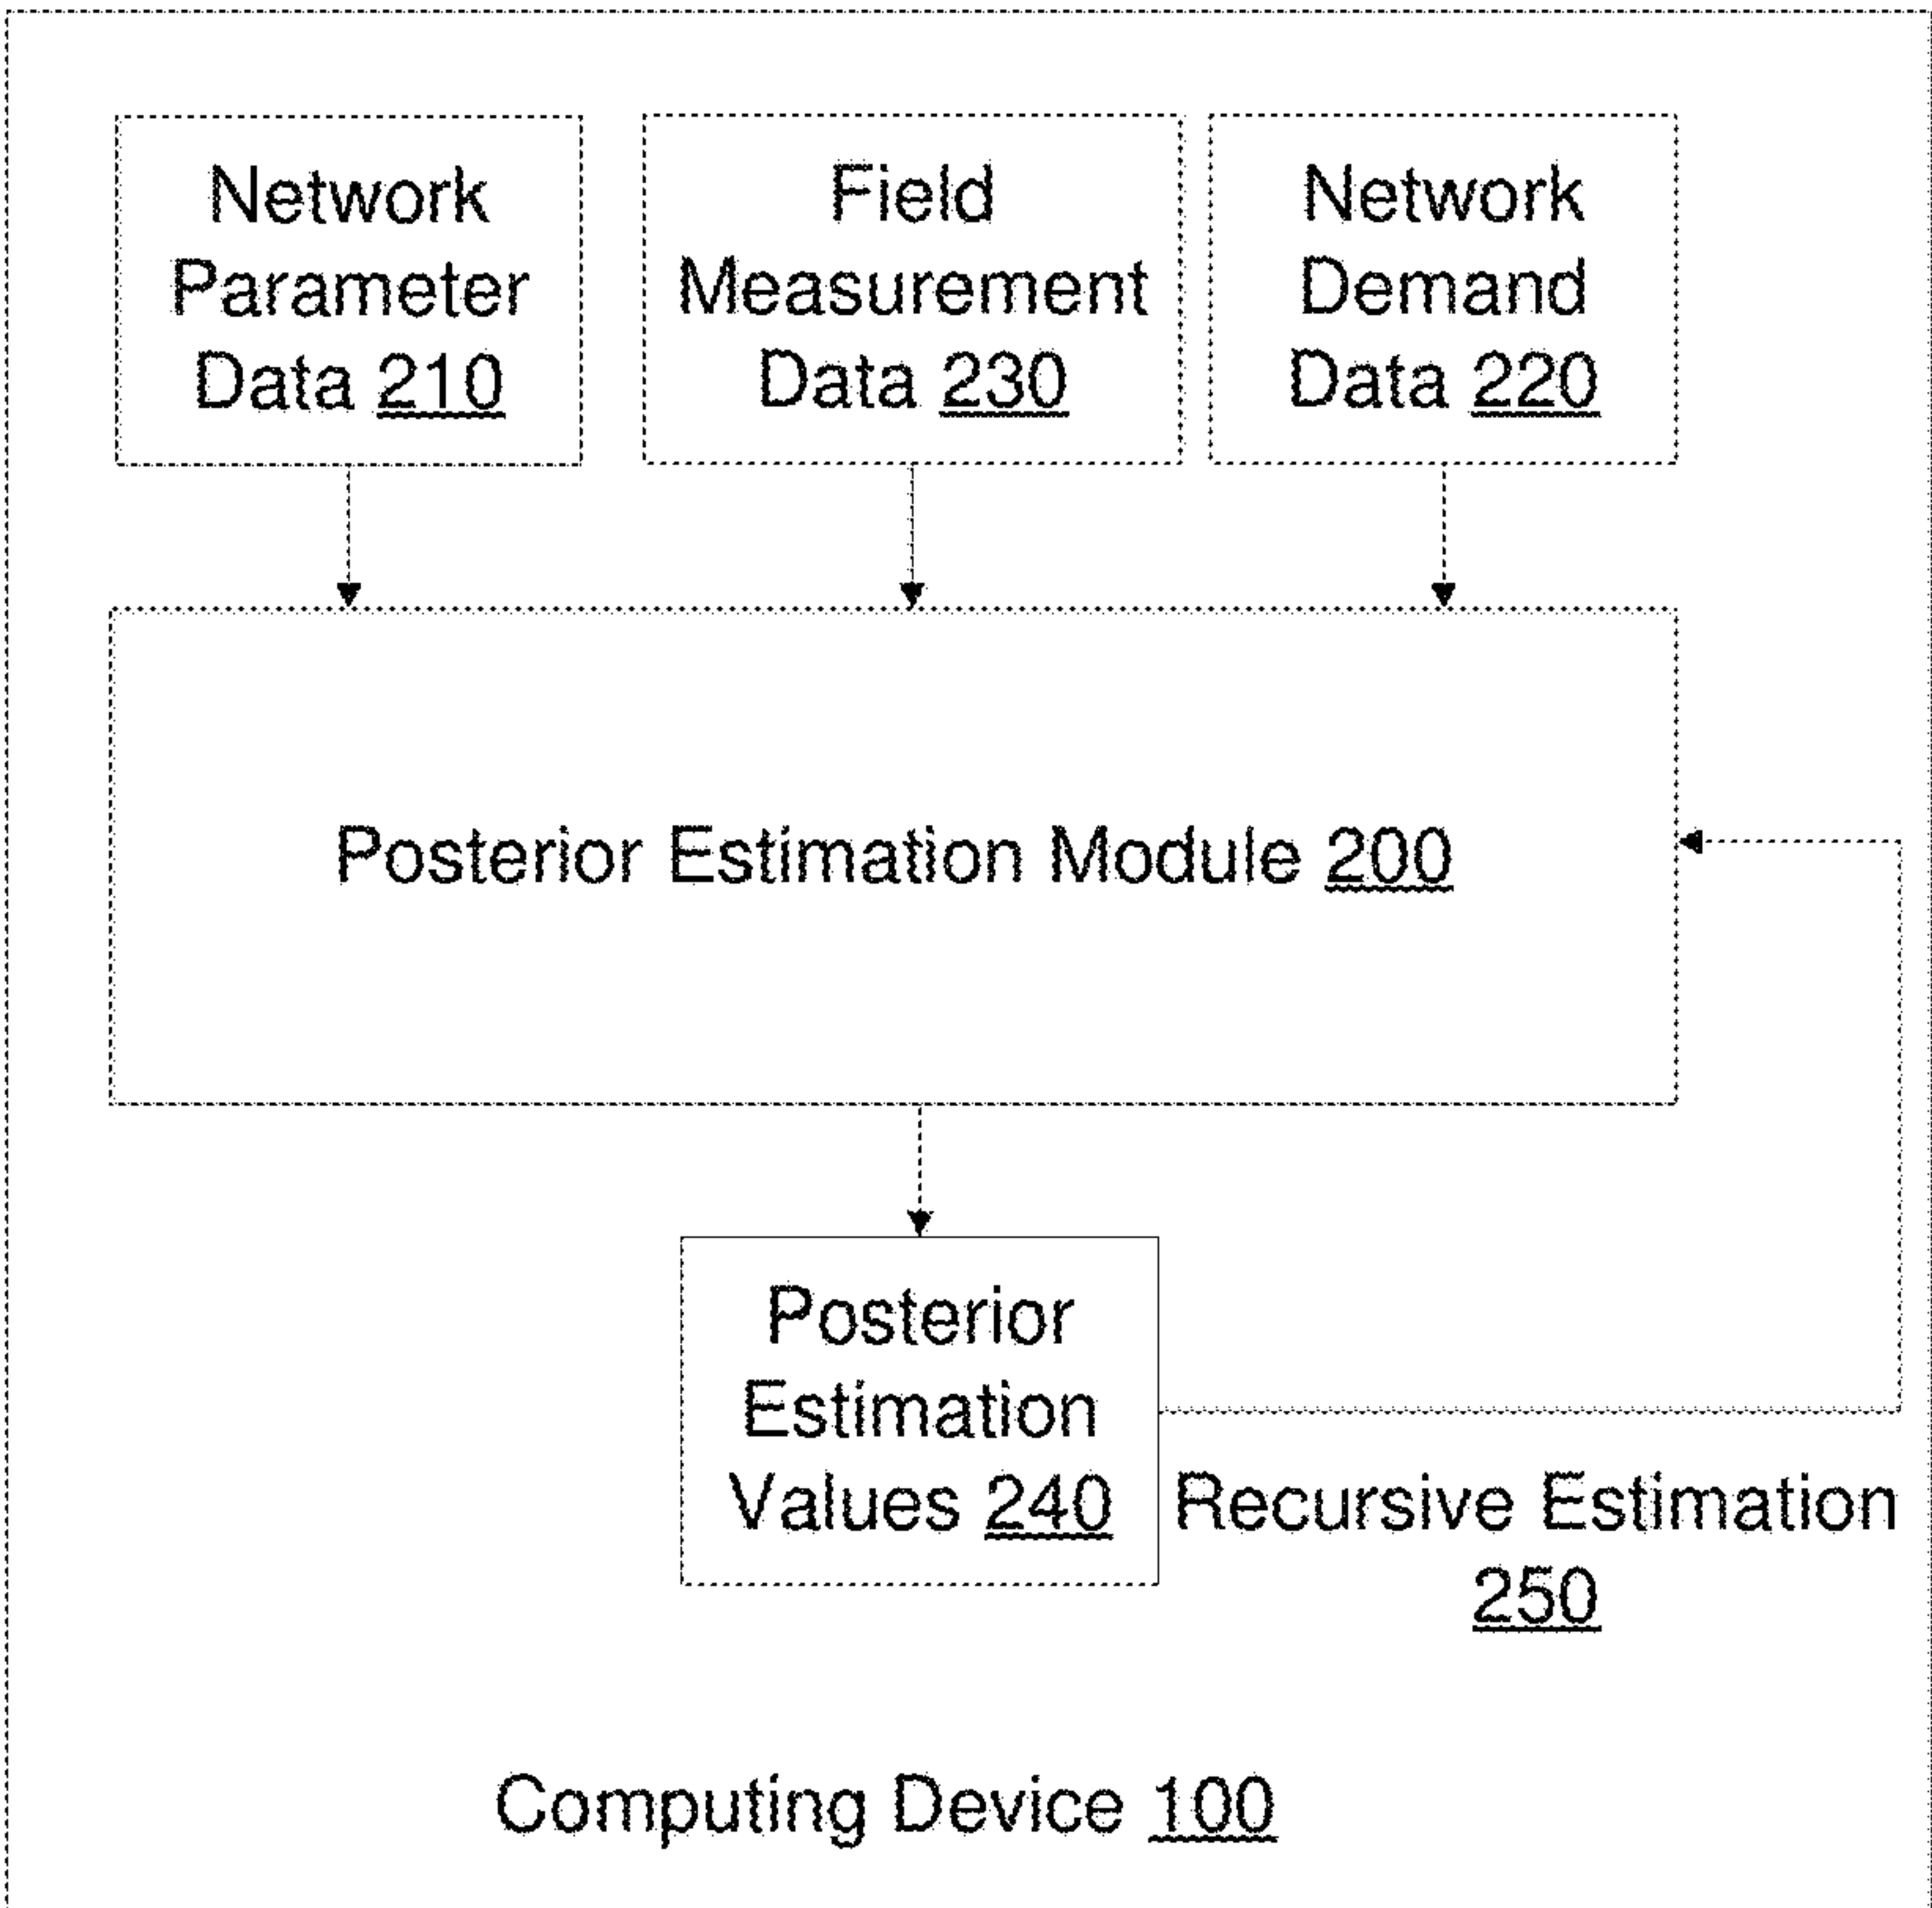 Network
Parameter
Data 210
Field
Measurement
Data 230
Network
Demand
Data 220
Posterior Estimation Module 200
Posterior
Estimation
Values 240
Recursive Estimation
250
Computing Device 100